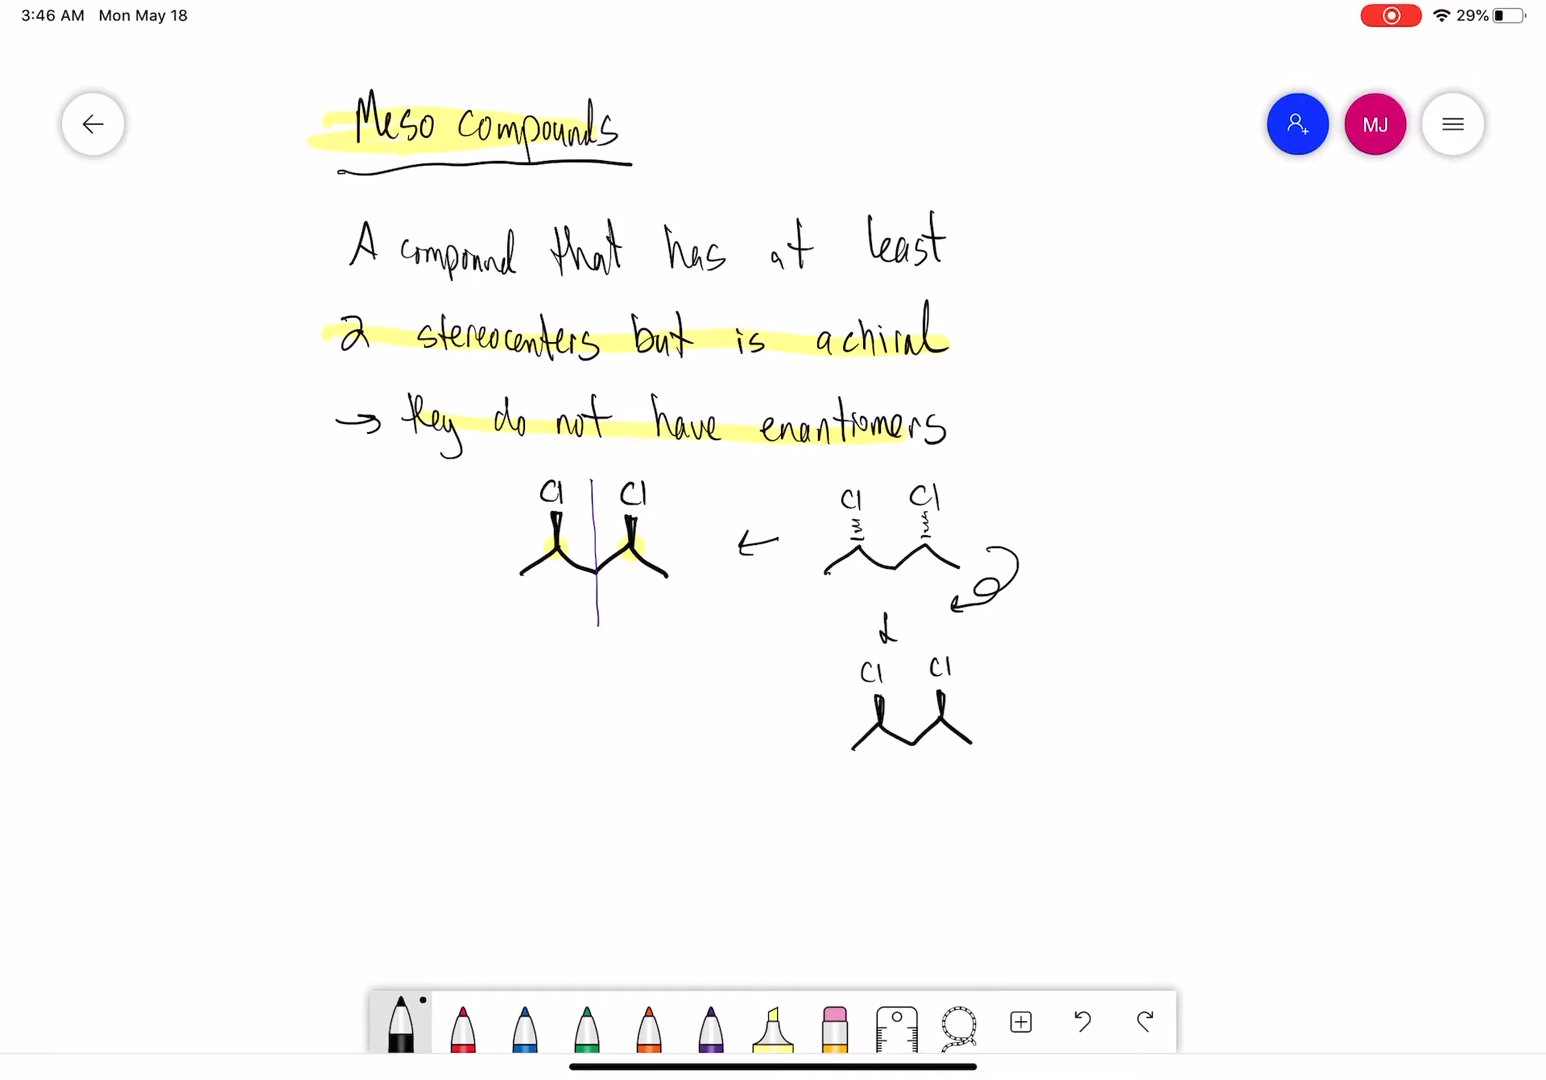 3:46 AM Mon May 18
29%
MJ
Meso compounds
A compound that has at least
2 stereocenters but is achiral
→ they do not have enantiomers
Cl Cl
Cl Cl
Cl Cl